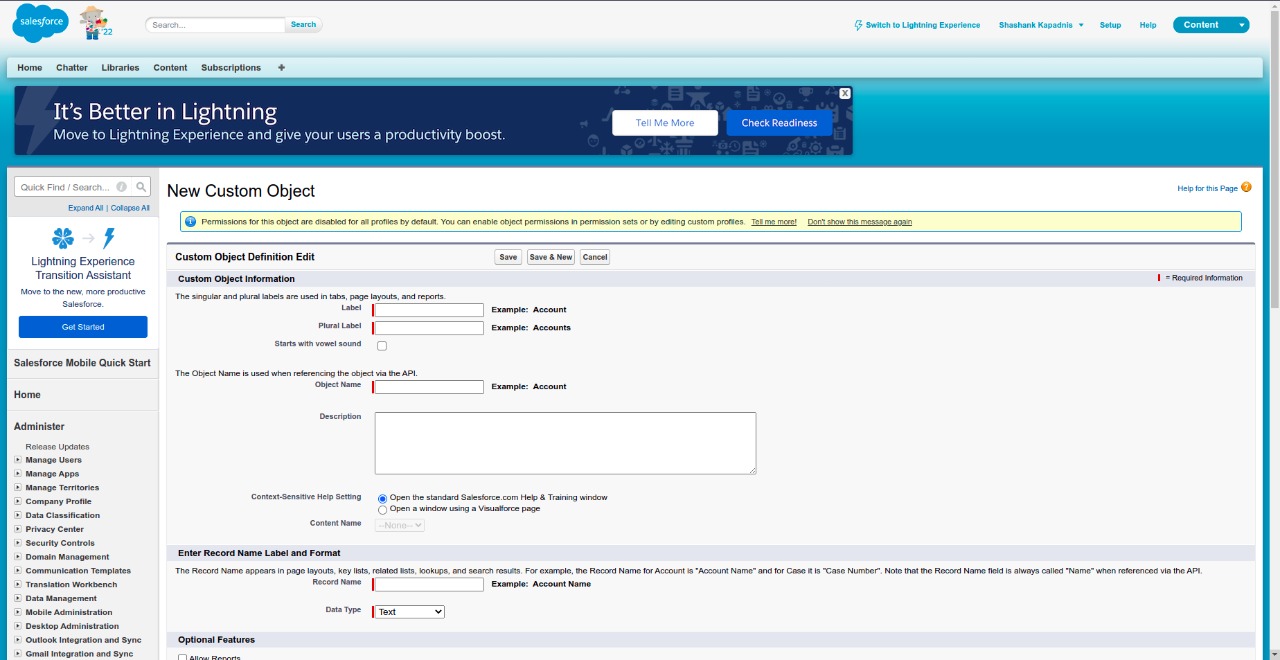 salesforce
'22
Search...
Search
Switch to Lightning Experience
Shashank Kapadnis
Setup
Help
Content
Home Chatter Libraries Content Subscriptions +
It's Better in Lightning
Move to Lightning Experience and give your users a productivity boost.
Tell Me More
Check Readiness
X
Quick Find / Search...
Expand All | Collapse All
Lightning Experience
Transition Assistant
Move to the new, more productive
Salesforce.
Get Started
Salesforce Mobile Quick Start
Home
Administer
Release Updates
Manage Users
Manage Apps
Manage Territories
Company Profile
Data Classification
Privacy Center
Security Controls
Domain Management
Communication Templates
Translation Workbench
Data Management
Mobile Administration
Desktop Administration
Outlook Integration and Sync
Gmail Integration and Sync
New Custom Object
Help for this Page ?
Permissions for this object are disabled for all profiles by default. You can enable object permissions in permission sets or by editing custom profiles. Tell me more! Don't show this message again
Custom Object Definition Edit
Save Save & New Cancel
Custom Object Information
= Required Information
The singular and plural labels are used in tabs, page layouts, and reports.
Label
Example: Account
Plural Label
Example: Accounts
Starts with vowel sound
The Object Name is used when referencing the object via the API.
Object Name
Example: Account
Description
Context-Sensitive Help Setting
Open the standard Salesforce.com Help & Training window
Open a window using a Visualforce page
Content Name
--None--
Enter Record Name Label and Format
The Record Name appears in page layouts, key lists, related lists, lookups, and search results. For example, the Record Name for Account is "Account Name" and for Case it is "Case Number". Note that the Record Name field is always called "Name" when referenced via the API.
Record Name
Example: Account Name
Data Type
Text
Optional Features
Allow Reports